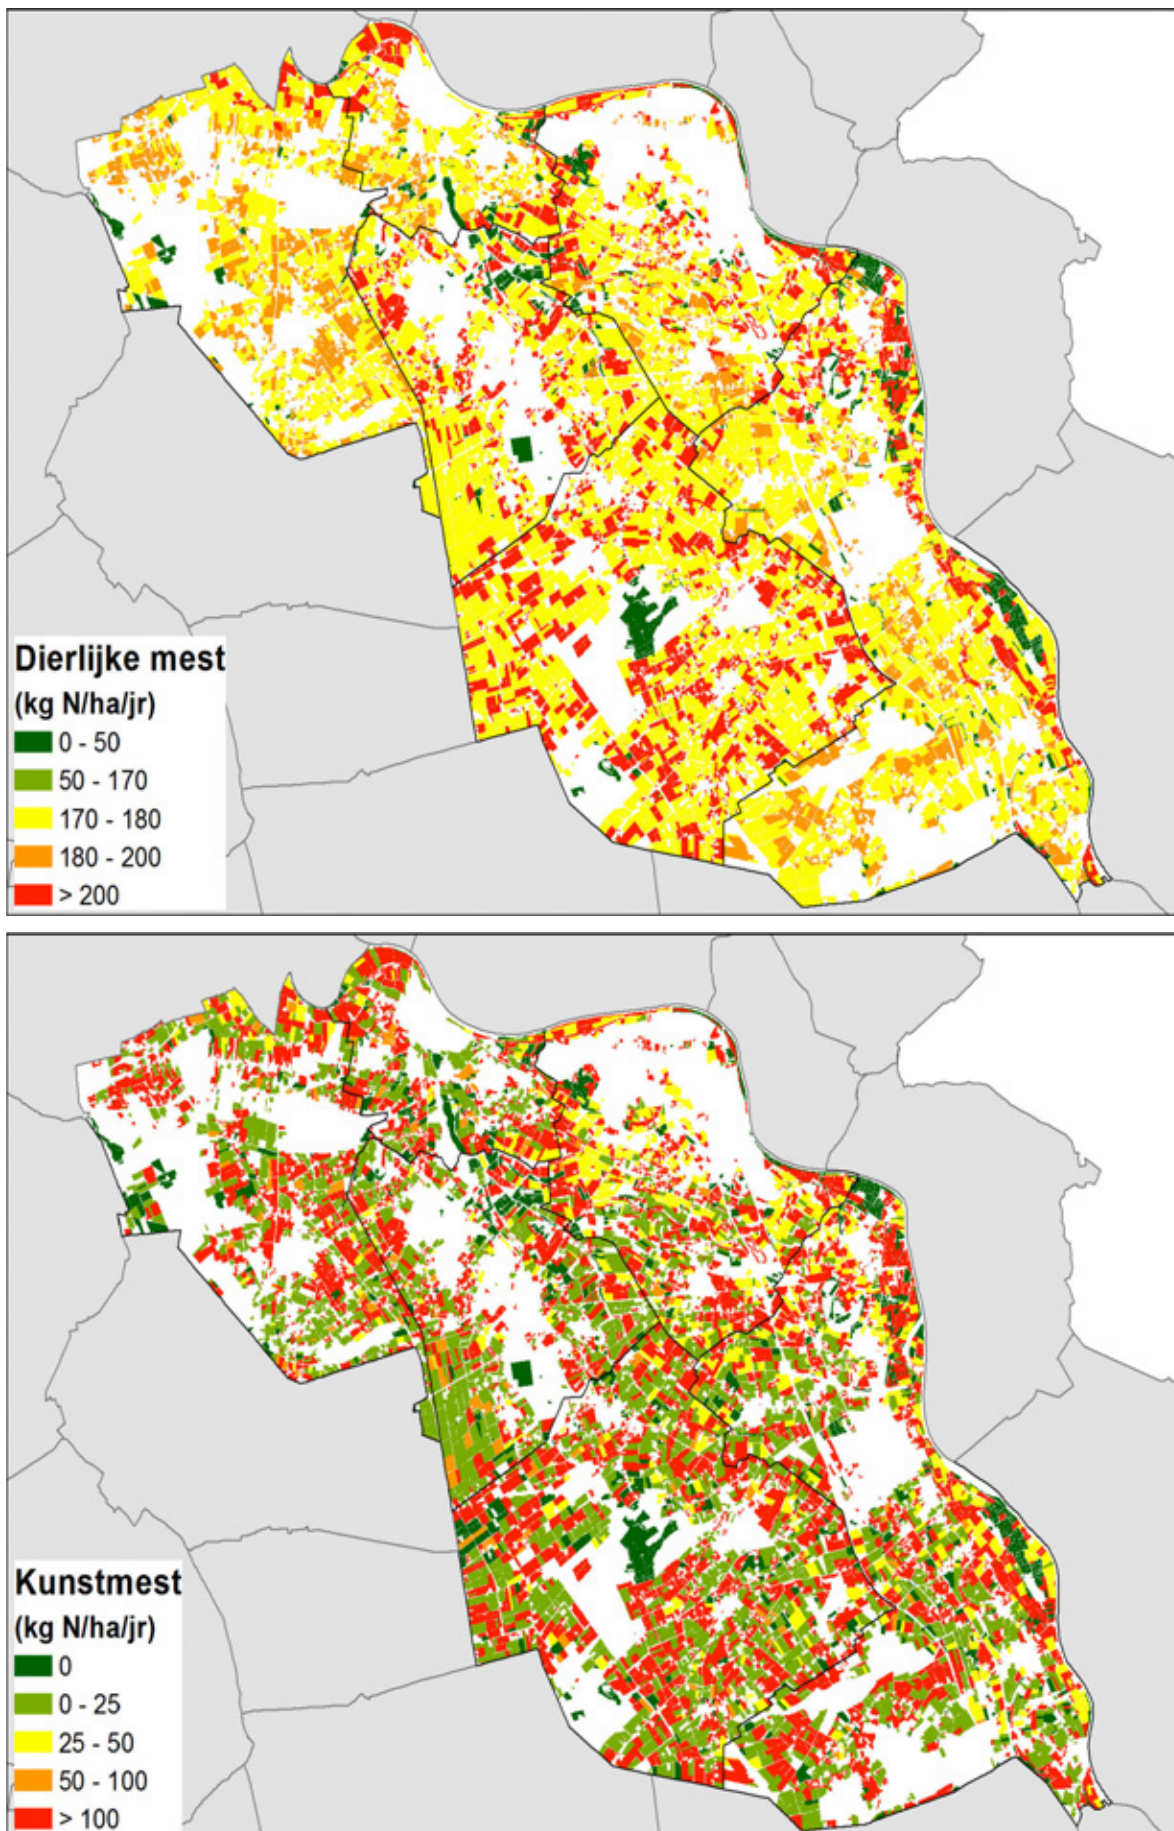 Dierlijke mest
(kg N/ha/jr)
0 - 50
50 - 170
170 - 180
180 - 200
> 200
Kunstmest
(kg N/ha/jr)
0
0 - 25
25 - 50
50 - 100
> 100